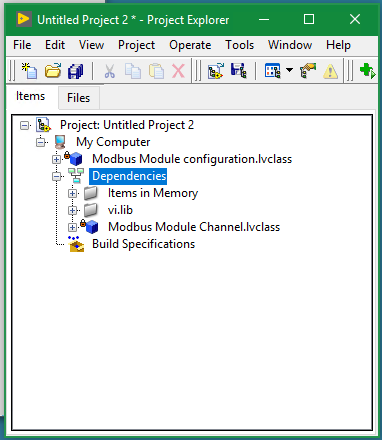 Untitled Project 2 * - Project Explorer
File Edit View Project Operate Tools Window Help
Items Files
Project: Untitled Project 2
My Computer
Modbus Module configuration.lvclass
Dependencies
Items in Memory
vi.lib
Modbus Module Channel.lvclass
Build Specifications